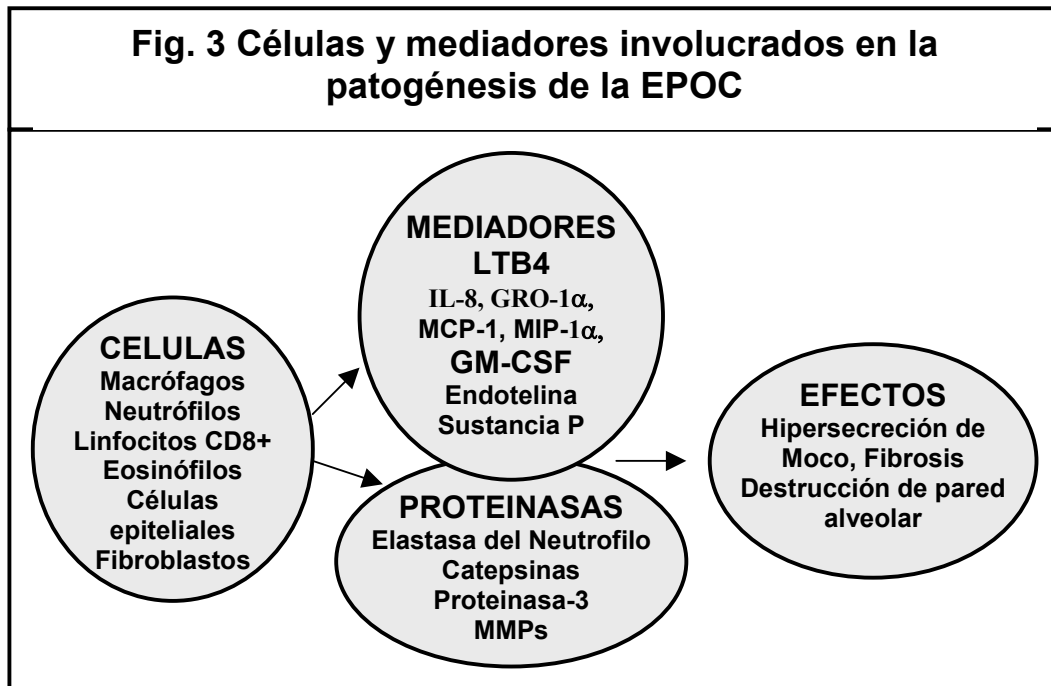 Fig. 3 Células y mediadores involucrados en la
patogénesis de la EPOC
CELULAS
Macrófagos
Neutrófilos
Linfocitos CD8+
Eosinófilos
Células
epiteliales
Fibroblastos
MEDIADORES
LTB4
IL-8, GRO-1α,
MCP-1, MIP-1α,
GM-CSF
Endotelina
Sustancia P
PROTEINASAS
Elastasa del Neutrofilo
Catepsinas
Proteinasa-3
MMPs
EFECTOS
Hipersecreción de
Moco, Fibrosis
Destrucción de pared
alveolar